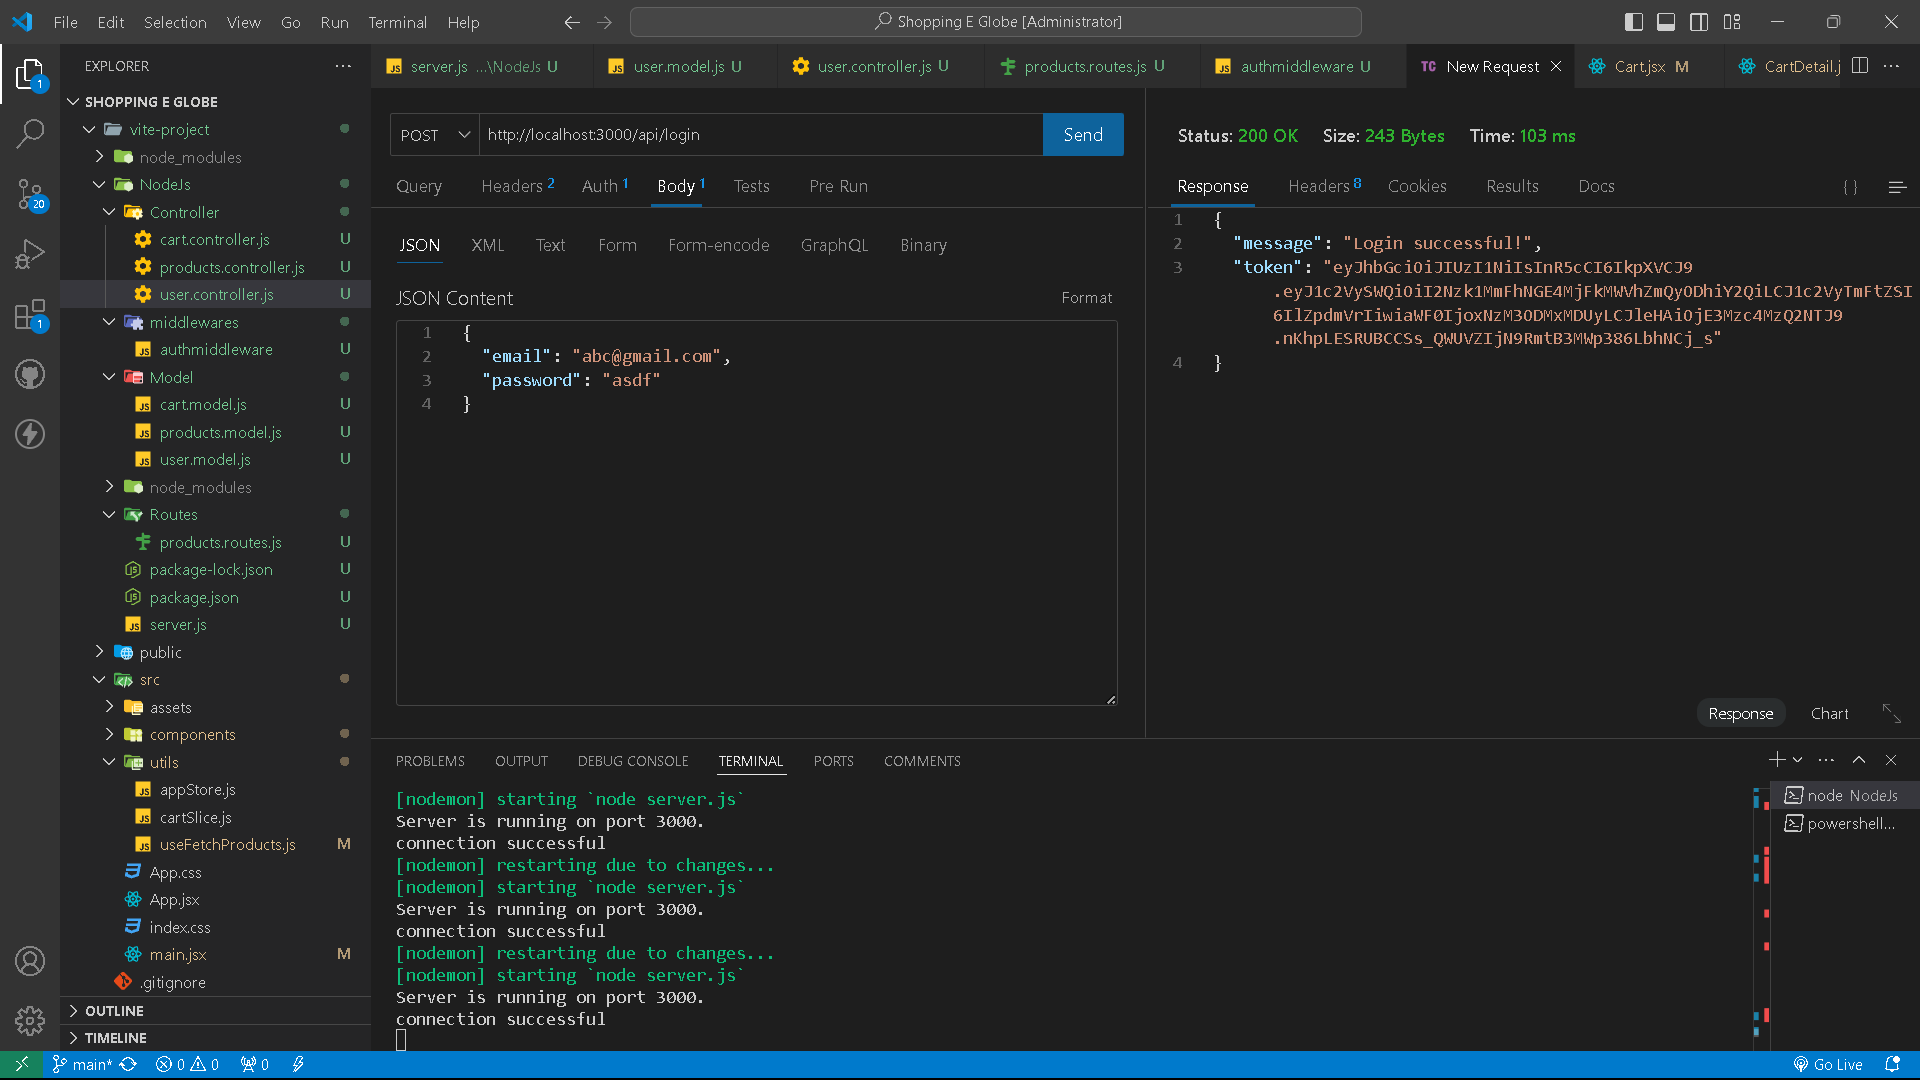 File Edit Selection View Go Run Terminal Help
Shopping E Globe [Administrator]
EXPLORER
SHOPPING E GLOBE
vite-project
node_modules
NodeJs
Controller
cart.controller.js U
products.controller.js U
user.controller.js U
middlewares
authmiddleware U
Model
cart.model.js U
products.model.js U
user.model.js U
node_modules
Routes
products.routes.js U
package-lock.json U
package.json U
server.js U
public
src
assets
components
utils
appStore.js
cartSlice.js
useFetchProducts.js M
App.css
App.jsx
index.css
main.jsx M
.gitignore
OUTLINE
TIMELINE
1
20
1
server.js ...\NodeJs U
user.model.js U
user.controller.js U
products.routes.js U
authmiddleware U
TC New Request
Cart.jsx M
CartDetail.j
POST http://localhost:3000/api/login Send
Query Headers 2 Auth 1 Body 1 Tests Pre Run
JSON XML Text Form Form-encode GraphQL Binary
JSON Content Format
1 {
2 "email": "abc@gmail.com",
3 "password": "asdf"
4 }
Status: 200 OK Size: 243 Bytes Time: 103 ms
Response Headers 8 Cookies Results Docs { }
1 {
2 "message": "Login successful!",
3 "token": "eyJhbGciOiJIUzI1NiIsInR5cCI6IkpXVCJ9
.eyJ1c2VySWQiOiI2Nzk1MmFhNGE4MjFkMWVhZmQyODhiY2QiLCJ1c2VyTmFtZSI
6IlZpdmVrIiwiaWF0IjoxNzM3ODMxMDUyLCJleHAiOjE3Mzc4MzQ2NTJ9
.nKhpLESRUBCCSs_QWUVZIjN9RmtB3MWp386LbhNCj_s"
4 }
Response Chart
PROBLEMS OUTPUT DEBUG CONSOLE TERMINAL PORTS COMMENTS
[nodemon] starting `node server.js`
Server is running on port 3000.
connection successful
[nodemon] restarting due to changes...
[nodemon] starting `node server.js`
Server is running on port 3000.
connection successful
[nodemon] restarting due to changes...
[nodemon] starting `node server.js`
Server is running on port 3000.
connection successful
node NodeJs
powershell...
main* 0 0 0 Go Live